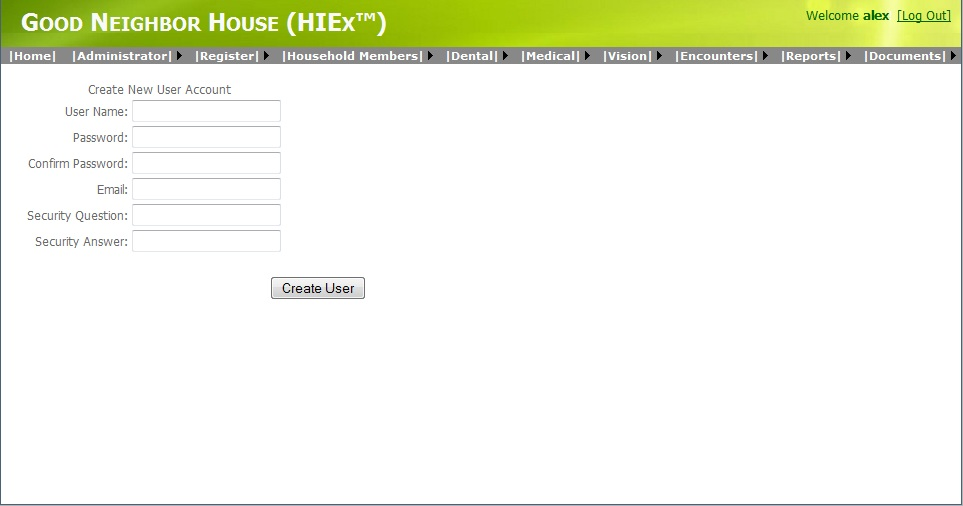 GOOD NEIGHBOR HOUSE (HIEX™)
Welcome alex [Log Out]
|Home| |Administrator| |Register| |Household Members| |Dental| |Medical| |Vision| |Encounters| |Reports| |Documents|
Create New User Account
User Name:
Password:
Confirm Password:
Email:
Security Question:
Security Answer:
Create User